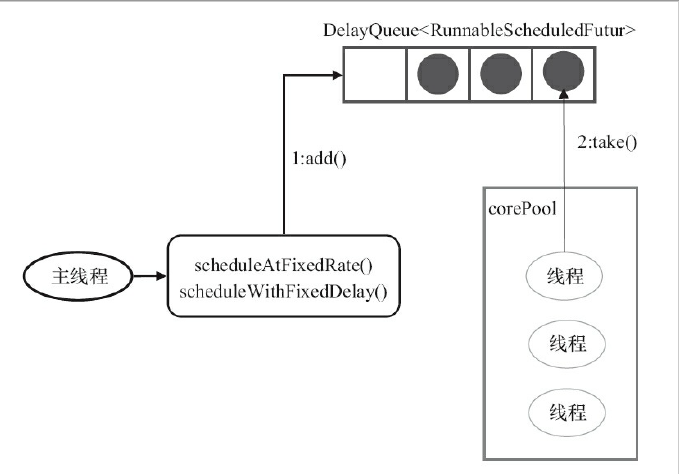 DelayQueue<RunnableScheduledFutur>
1:add()
2:take()
corePool
主线程
scheduleAtFixedRate()
scheduleWithFixedDelay()
线程
线程
线程